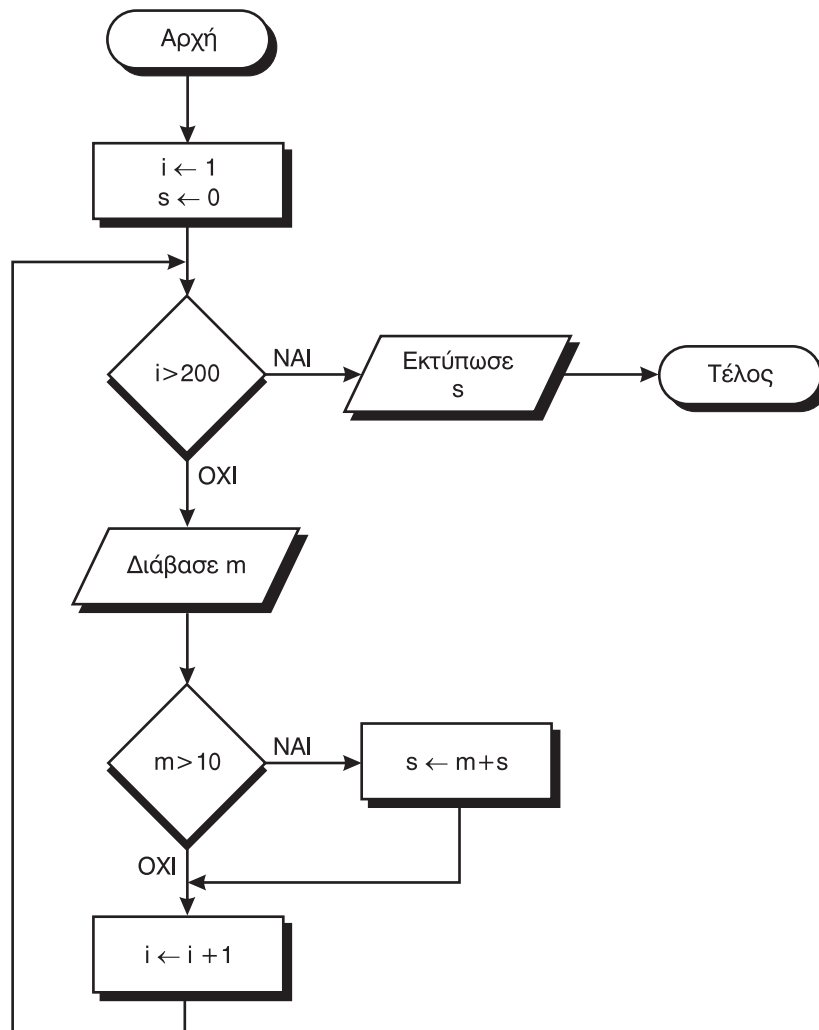 Αρχή
i ← 1
s ← 0
i>200
ΝΑΙ
Εκτύπωσε
s
Τέλος
ΟΧΙ
Διάβασε m
m>10
ΝΑΙ
s ← m+s
ΟΧΙ
i ← i +1